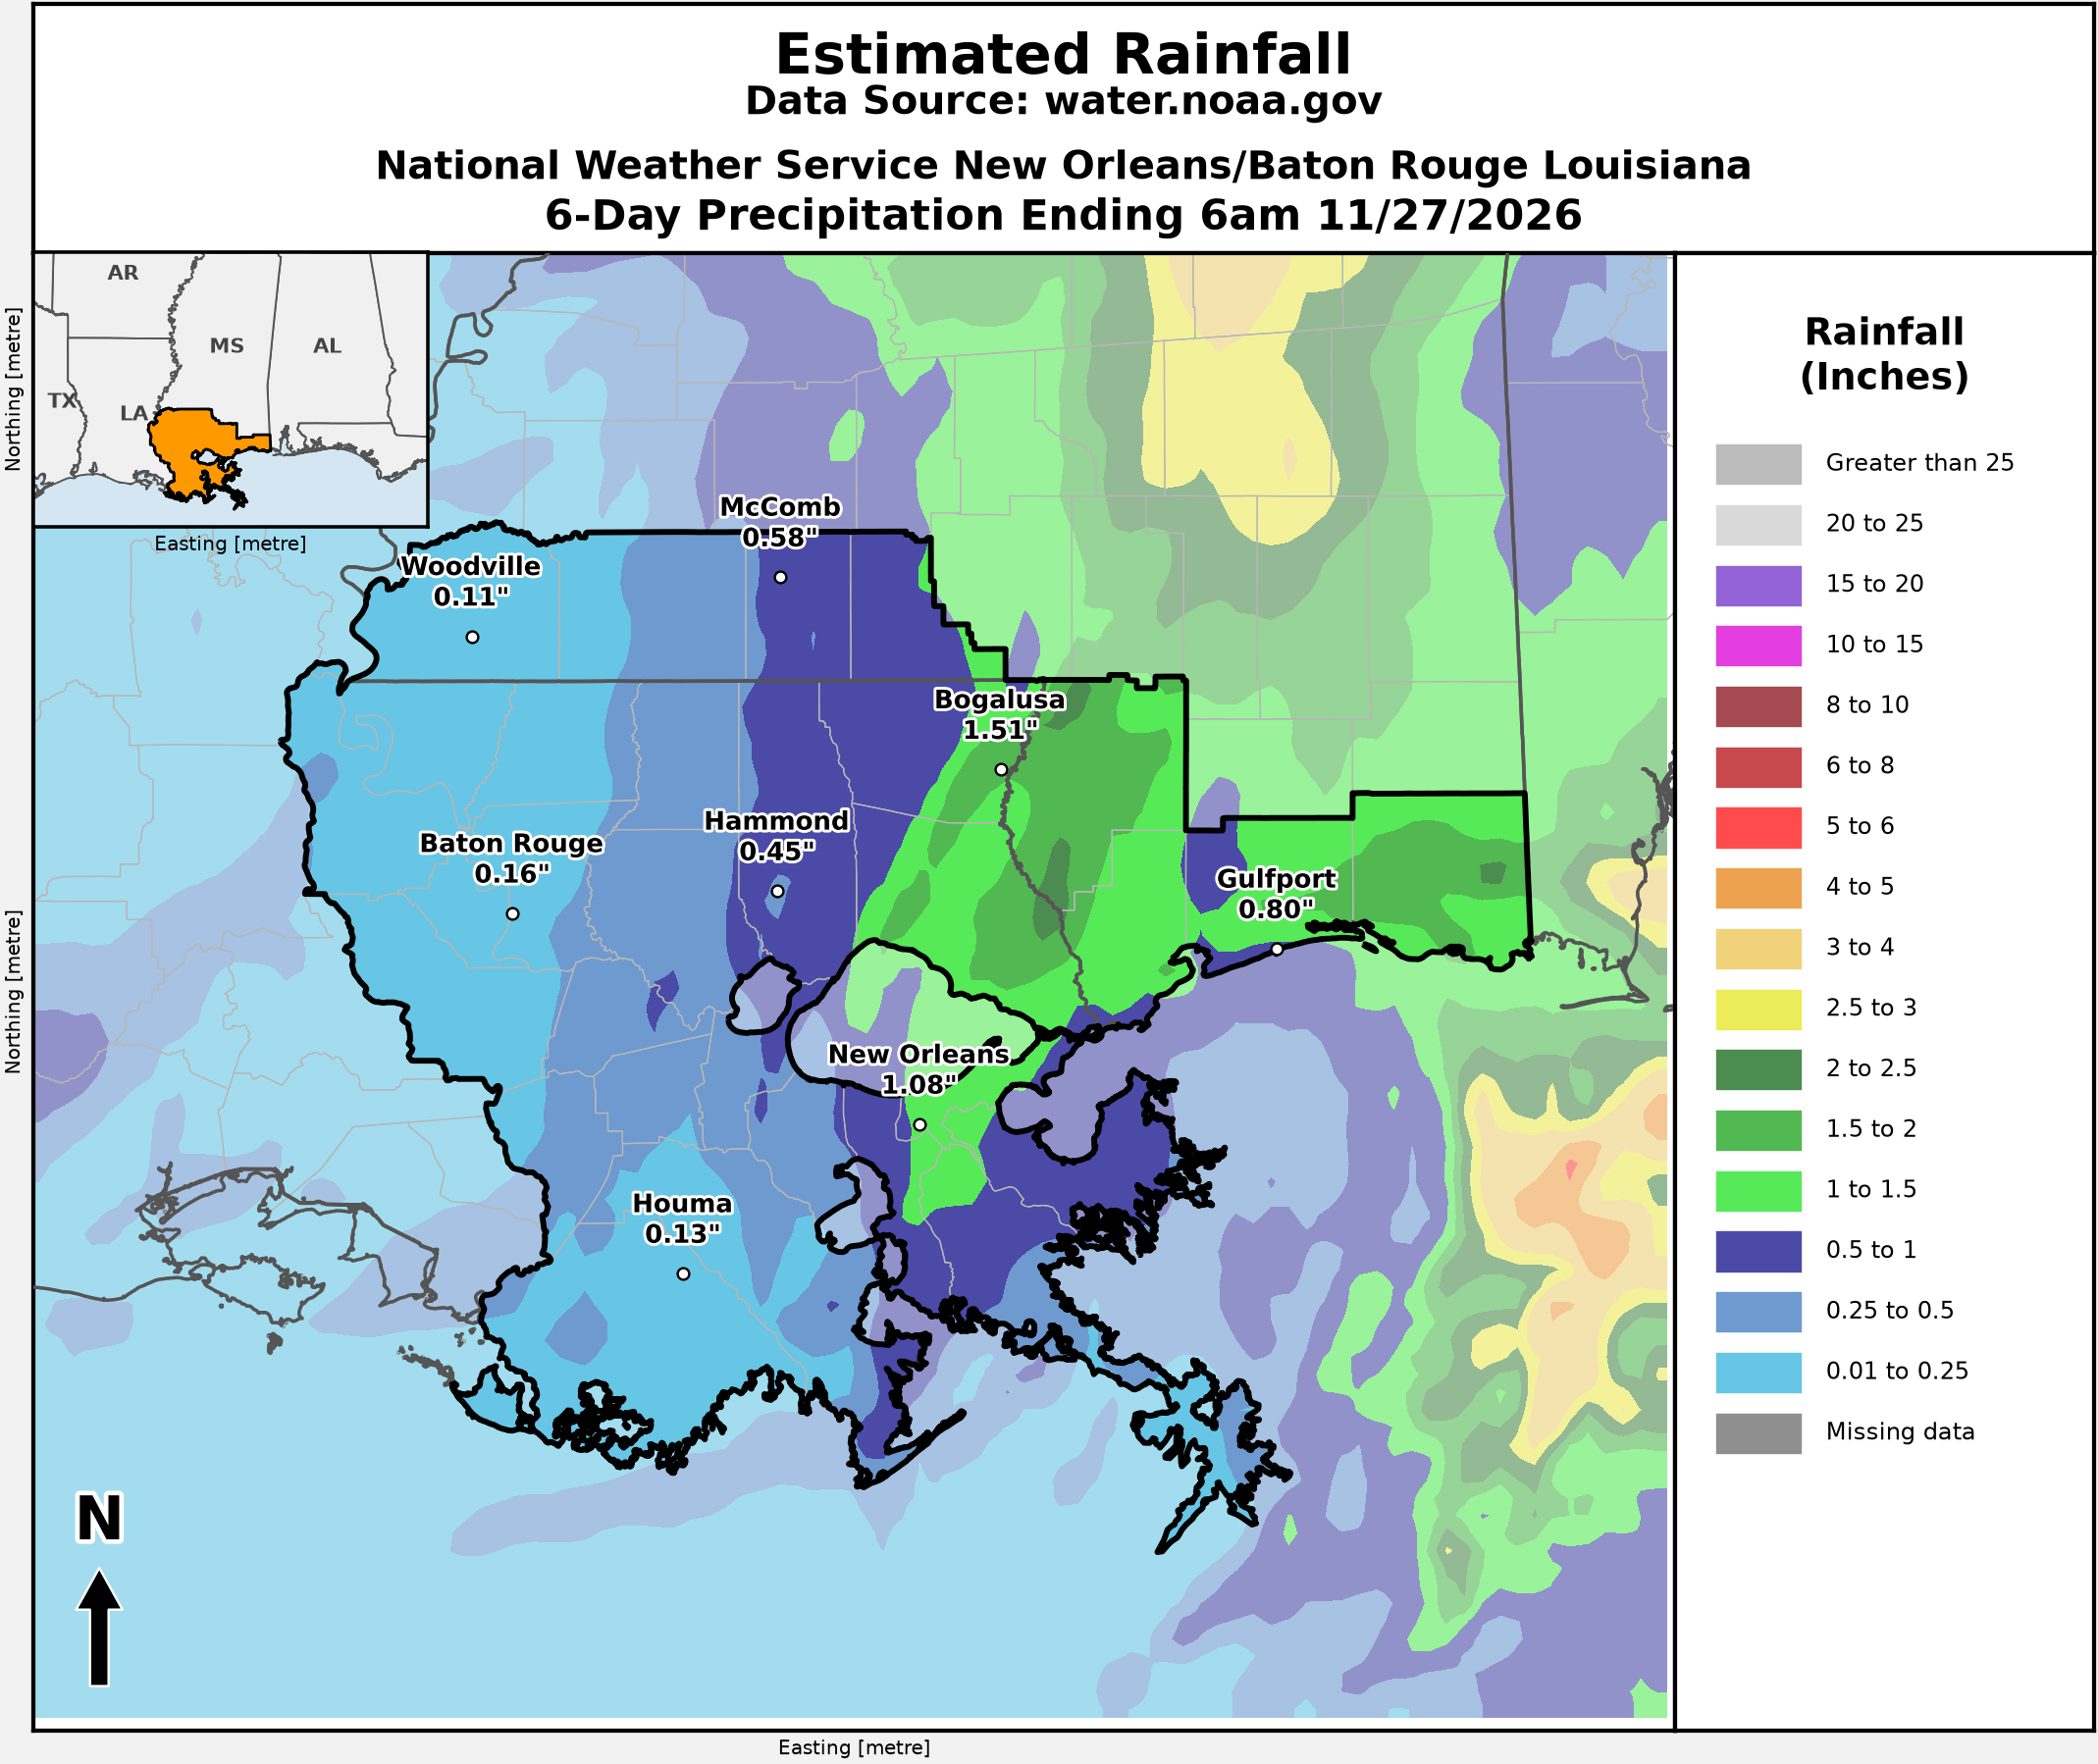 Estimated Rainfall
Data Source: water.noaa.gov
National Weather Service New Orleans/Baton Rouge Louisiana
6-Day Precipitation Ending 6am 11/27/2026
Northing [metre]
AR
MS
AL
TX
LA
Easting [metre]
McComb
0.58"
Woodville
0.11"
Bogalusa
1.51"
Hammond
0.45"
Baton Rouge
0.16"
Gulfport
0.80"
Northing [metre]
New Orleans
1.08"
Houma
0.13"
N
Easting [metre]
Rainfall
(Inches)
Greater than 25
20 to 25
15 to 20
10 to 15
8 to 10
6 to 8
5 to 6
4 to 5
3 to 4
2.5 to 3
2 to 2.5
1.5 to 2
1 to 1.5
0.5 to 1
0.25 to 0.5
0.01 to 0.25
Missing data